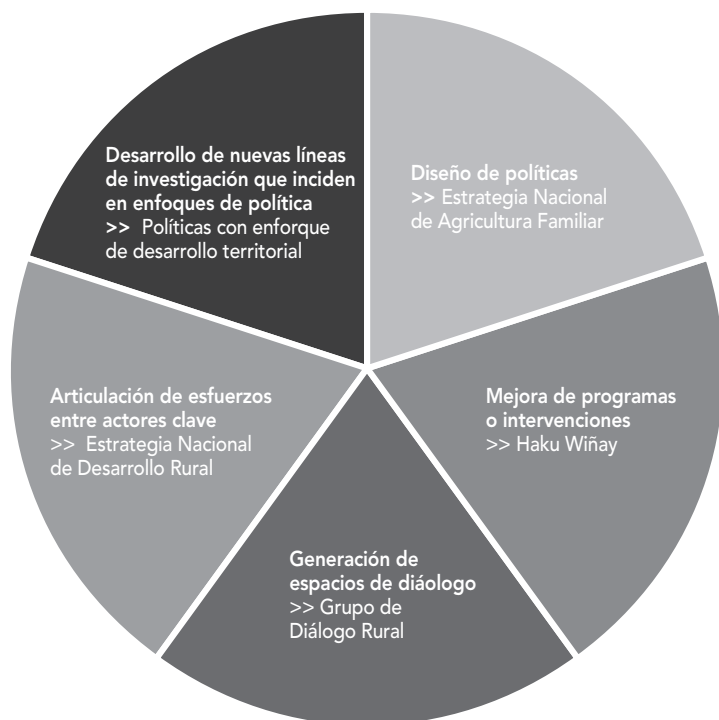 Desarrollo de nuevas líneas
de investigación que inciden
en enfoques de política
>> Políticas con enforque
de desarrollo territorial
Diseño de políticas
>> Estrategia Nacional
de Agricultura Familiar
Articulación de esfuerzos
entre actores clave
>> Estrategia Nacional
de Desarrollo Rural
Mejora de programas
o intervenciones
>> Haku Wiñay
Generación de
espacios de diáologo
>> Grupo de
Diálogo Rural